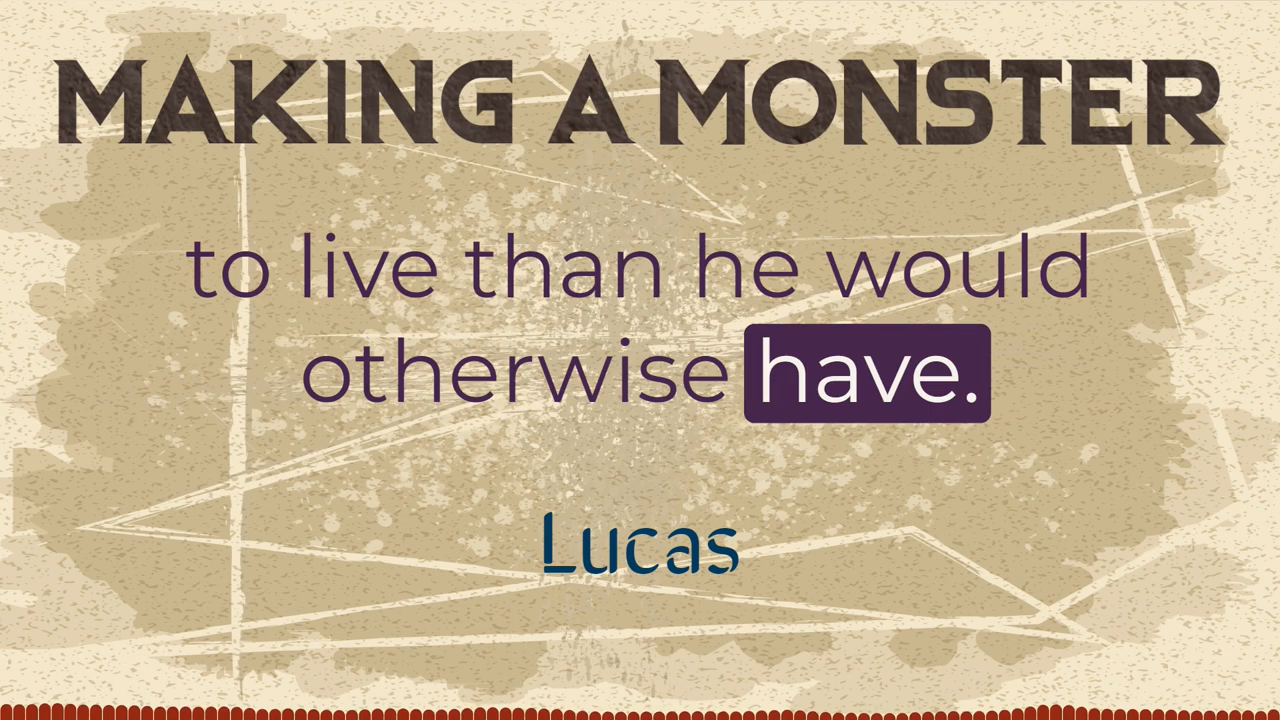 MAKING A MONSTER
to live than he would
otherwise have.
Lucas